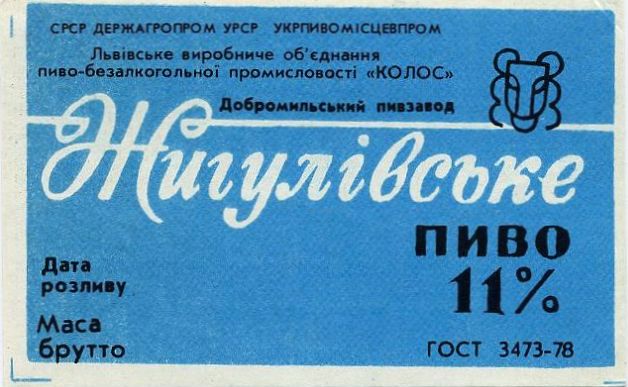 СРСР ДЕРЖАГРОПРОМ УРСР УКРПИВОМІСЦЕВПРОМ
Львівське виробниче об'єднання
пиво-безалкогольної промисловості «КОЛОС»
Добромильський пивзавод
Жигулівське
ПИВО
11%
Дата
розливу
Маса
брутто
ГОСТ 3473-78